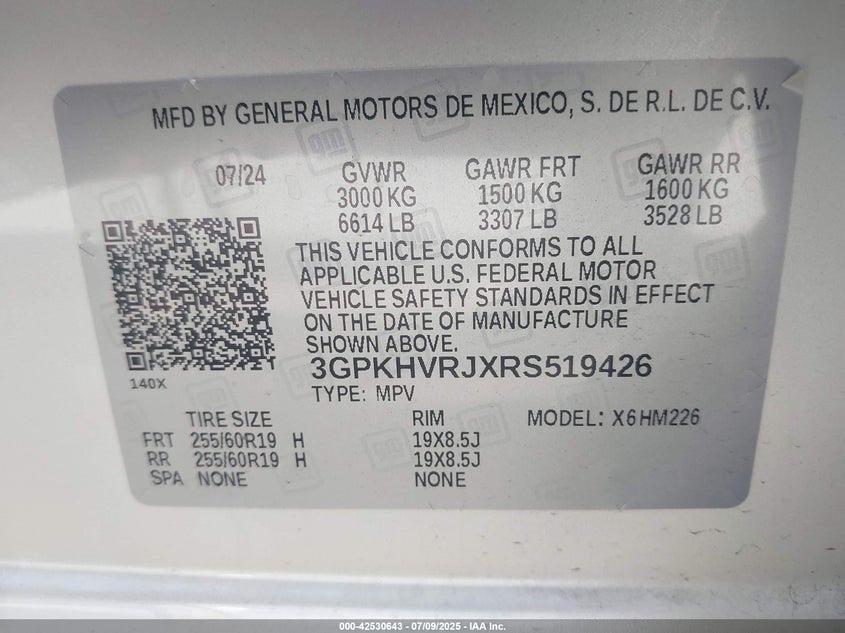 MFD BY GENERAL MOTORS DE MEXICO, S. DE R.L. DE C.V.
07/24 GVWR GAWR FRT GAWR RR
3000 KG 1500 KG 1600 KG
6614 LB 3307 LB 3528 LB
THIS VEHICLE CONFORMS TO ALL
APPLICABLE U.S. FEDERAL MOTOR
VEHICLE SAFETY STANDARDS IN EFFECT
ON THE DATE OF MANUFACTURE
SHOWN ABOVE.
3GPKHVRJXRS519426
140X
TYPE: MPV
TIRE SIZE RIM MODEL: X6HM226
FRT 255/60R19 H 19X8.5J
RR 255/60R19 H 19X8.5J
SPA NONE NONE
000-42530643 - 07/09/2025 - IAA Inc.